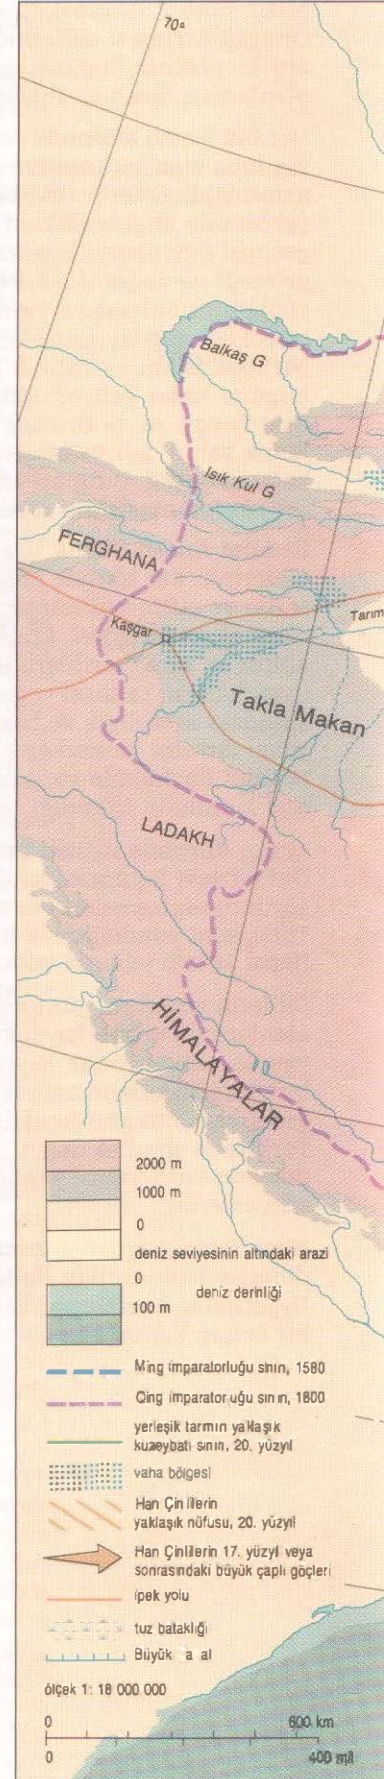 70°
Balkaş G
Isık Kul G
FERGHANA
Kaşgar
Tarım
Takla Makan
LADAKH
HİMALAYALAR
2000 m
1000 m
0
deniz seviyesinin altındaki arazi
0
deniz derinliği
100 m
Ming imparatorluğu sınırı, 1580
Qing imparator uğu sınırı, 1800
yerleşik tarımın yaklaşık
kuzeybatı sınırı, 20. yüzyıl
vaha bölgesi
Han Çinlilerin
yaklaşık nüfusu, 20. yüzyıl
Han Çinlilerin 17. yüzyıl veya
sonrasındaki büyük çaplı göçleri
ipek yolu
tuz bataklığı
Büyük
ölçek 1: 18 000 000
0 600 km
0 400 mil